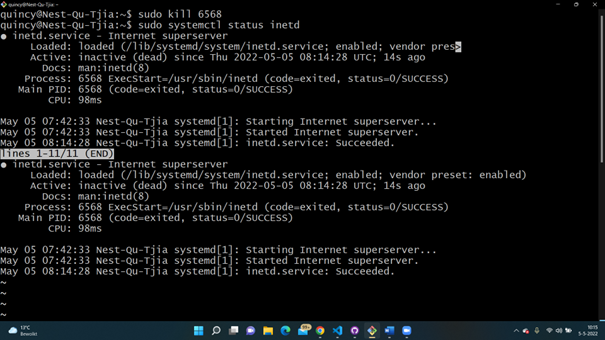 quincy@Nest-Qu-Tjia: ~
quincy@Nest-Qu-Tjia:~$ sudo kill 6568
quincy@Nest-Qu-Tjia:~$ sudo systemctl status inetd
● inetd.service - Internet superserver
Loaded: loaded (/lib/systemd/system/inetd.service; enabled; vendor pres>
Active: inactive (dead) since Thu 2022-05-05 08:14:28 UTC; 14s ago
Docs: man:inetd(8)
Process: 6568 ExecStart=/usr/sbin/inetd (code=exited, status=0/SUCCESS)
Main PID: 6568 (code=exited, status=0/SUCCESS)
CPU: 98ms
May 05 07:42:33 Nest-Qu-Tjia systemd[1]: Starting Internet superserver...
May 05 07:42:33 Nest-Qu-Tjia systemd[1]: Started Internet superserver.
May 05 08:14:28 Nest-Qu-Tjia systemd[1]: inetd.service: Succeeded.
lines 1-11/11 (END)
● inetd.service - Internet superserver
Loaded: loaded (/lib/systemd/system/inetd.service; enabled; vendor preset: enabled)
Active: inactive (dead) since Thu 2022-05-05 08:14:28 UTC; 14s ago
Docs: man:inetd(8)
Process: 6568 ExecStart=/usr/sbin/inetd (code=exited, status=0/SUCCESS)
Main PID: 6568 (code=exited, status=0/SUCCESS)
CPU: 98ms
May 05 07:42:33 Nest-Qu-Tjia systemd[1]: Starting Internet superserver...
May 05 07:42:33 Nest-Qu-Tjia systemd[1]: Started Internet superserver.
May 05 08:14:28 Nest-Qu-Tjia systemd[1]: inetd.service: Succeeded.
~
~
~
~
13°C
Bewolkt
10:15
5-5-2022